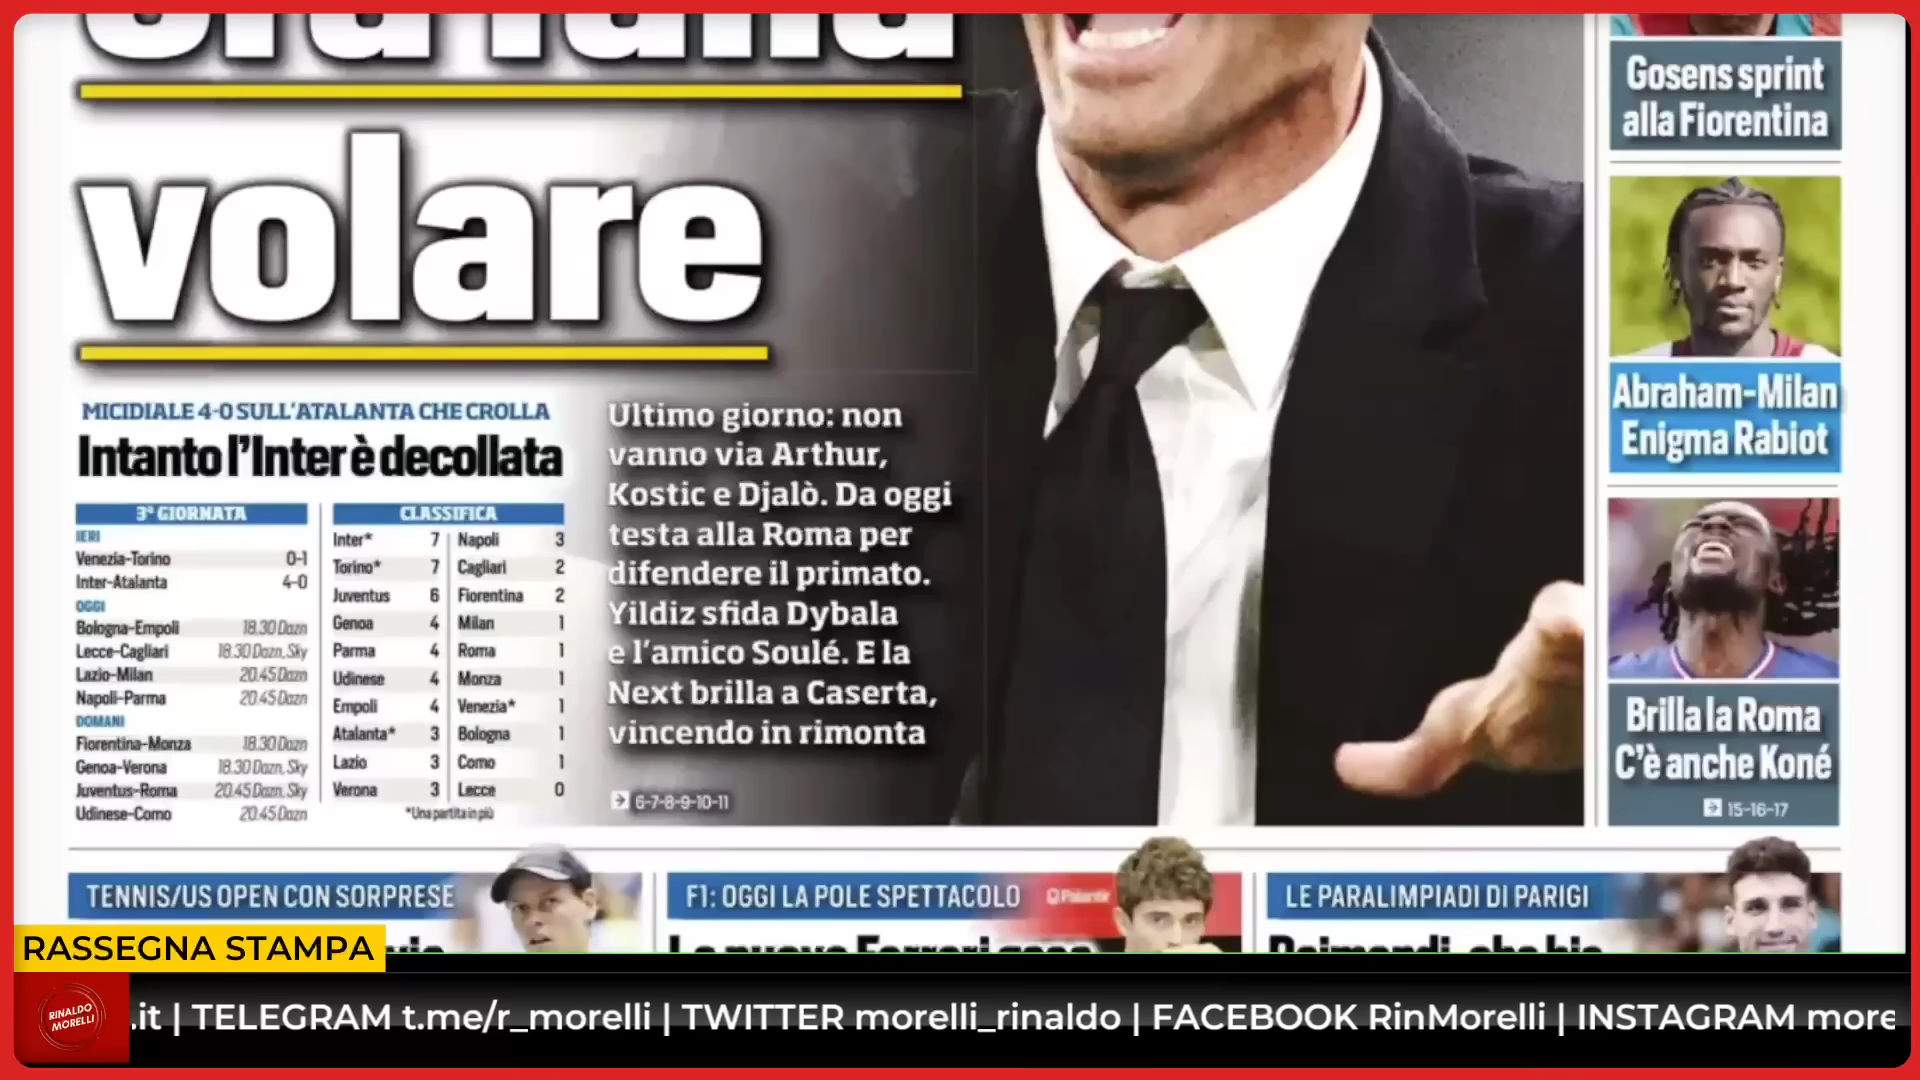 volare
MICIDIALE 4-0 SULL'ATALANTA CHE CROLLA
Intanto l'Inter è decollata
3ª GIORNATA
IERI
Venezia-Torino 0-1
Inter-Atalanta 4-0
OGGI
Bologna-Empoli 18.30 Dazn
Lecce-Cagliari 18.30 Dazn, Sky
Lazio-Milan 20.45 Dazn
Napoli-Parma 20.45 Dazn
DOMANI
Fiorentina-Monza 18.30 Dazn
Genoa-Verona 18.30 Dazn, Sky
Juventus-Roma 20.45 Dazn, Sky
Udinese-Como 20.45 Dazn
CLASSIFICA
Inter* 7
Torino* 7
Juventus 6
Genoa 4
Parma 4
Udinese 4
Empoli 4
Atalanta* 3
Lazio 3
Verona 3
Napoli 3
Cagliari 2
Fiorentina 2
Milan 1
Roma 1
Monza 1
Venezia* 1
Bologna 1
Como 1
Lecce 0
*Una partita in più
Ultimo giorno: non
vanno via Arthur,
Kostic e Djalò. Da oggi
testa alla Roma per
difendere il primato.
Yildiz sfida Dybala
e l'amico Soulé. E la
Next brilla a Caserta,
vincendo in rimonta
6-7-8-9-10-11
Gosens sprint
alla Fiorentina
Abraham-Milan
Enigma Rabiot
Brilla la Roma
C'è anche Koné
15-16-17
TENNIS/US OPEN CON SORPRESE
F1: OGGI LA POLE SPETTACOLO
Palantir
LE PARALIMPIADI DI PARIGI
RASSEGNA STAMPA
RINALDO
MORELLI
.it | TELEGRAM t.me/r_morelli | TWITTER morelli_rinaldo | FACEBOOK RinMorelli | INSTAGRAM more